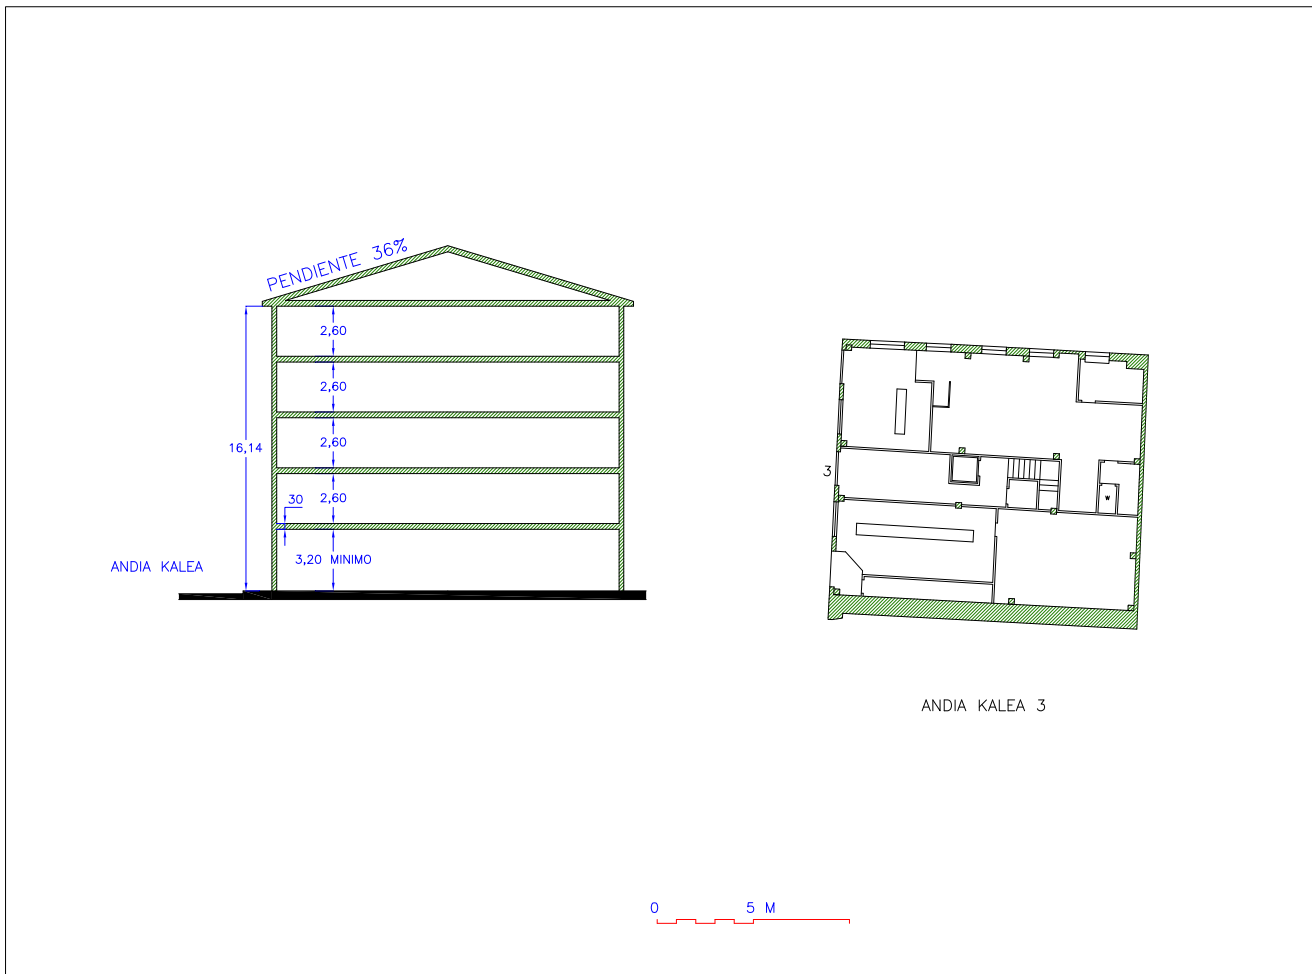 PENDIENTE 36%
2,60
2,60
2,60
2,60
16,14
30
3,20 MINIMO
ANDIA KALEA
3
W
ANDIA KALEA 3
0 5 M